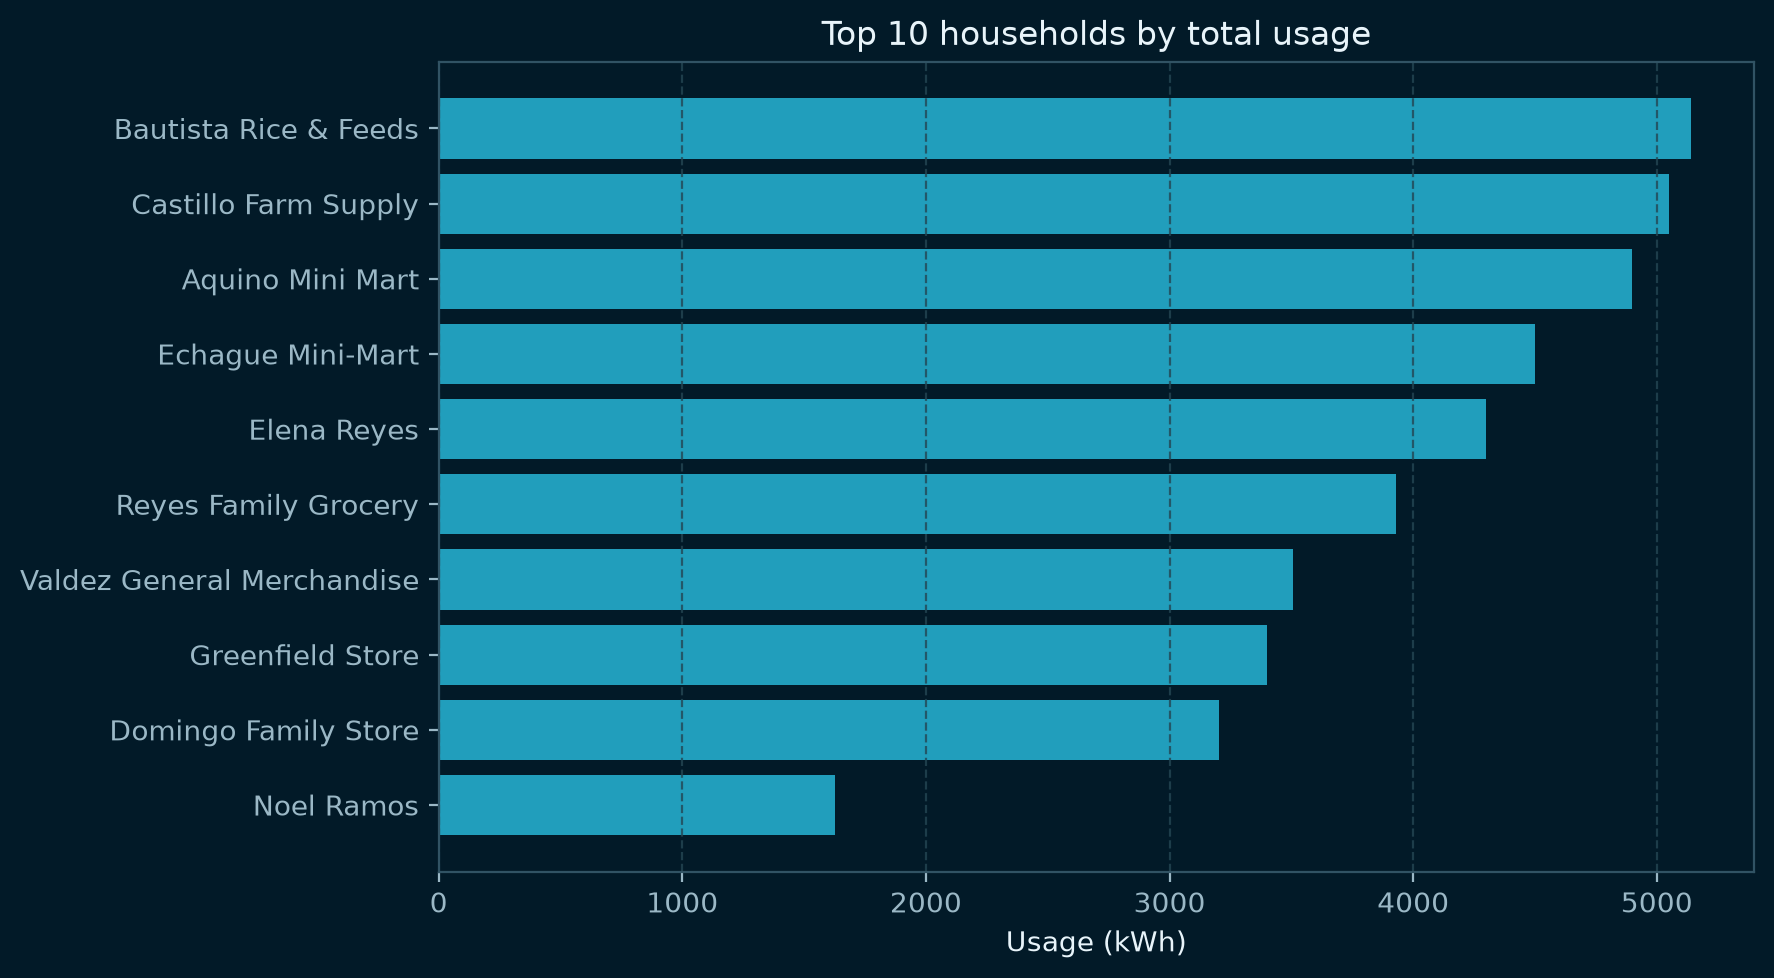 Top 10 households by total usage
Bautista Rice & Feeds
Castillo Farm Supply
Aquino Mini Mart
Echague Mini-Mart
Elena Reyes
Reyes Family Grocery
Valdez General Merchandise
Greenfield Store
Domingo Family Store
Noel Ramos
0 1000 2000 3000 4000 5000
Usage (kWh)